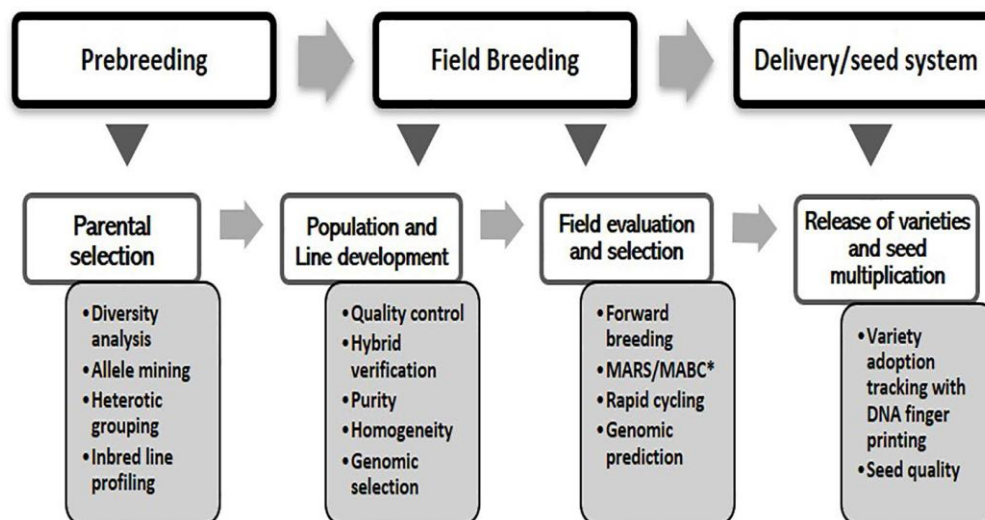 Prebreeding
Field Breeding
Delivery/seed system
Parental
selection
Population and
Line development
Field evaluation
and selection
Release of varieties
and seed
multiplication
•Diversity
analysis
•Allele mining
•Heterotic
grouping
•Inbred line
profiling
•Quality control
•Hybrid
verification
•Purity
•Homogeneity
•Genomic
selection
•Forward
breeding
•MARS/MABC*
•Rapid cycling
•Genomic
prediction
•Variety
adoption
tracking with
DNA finger
printing
•Seed quality